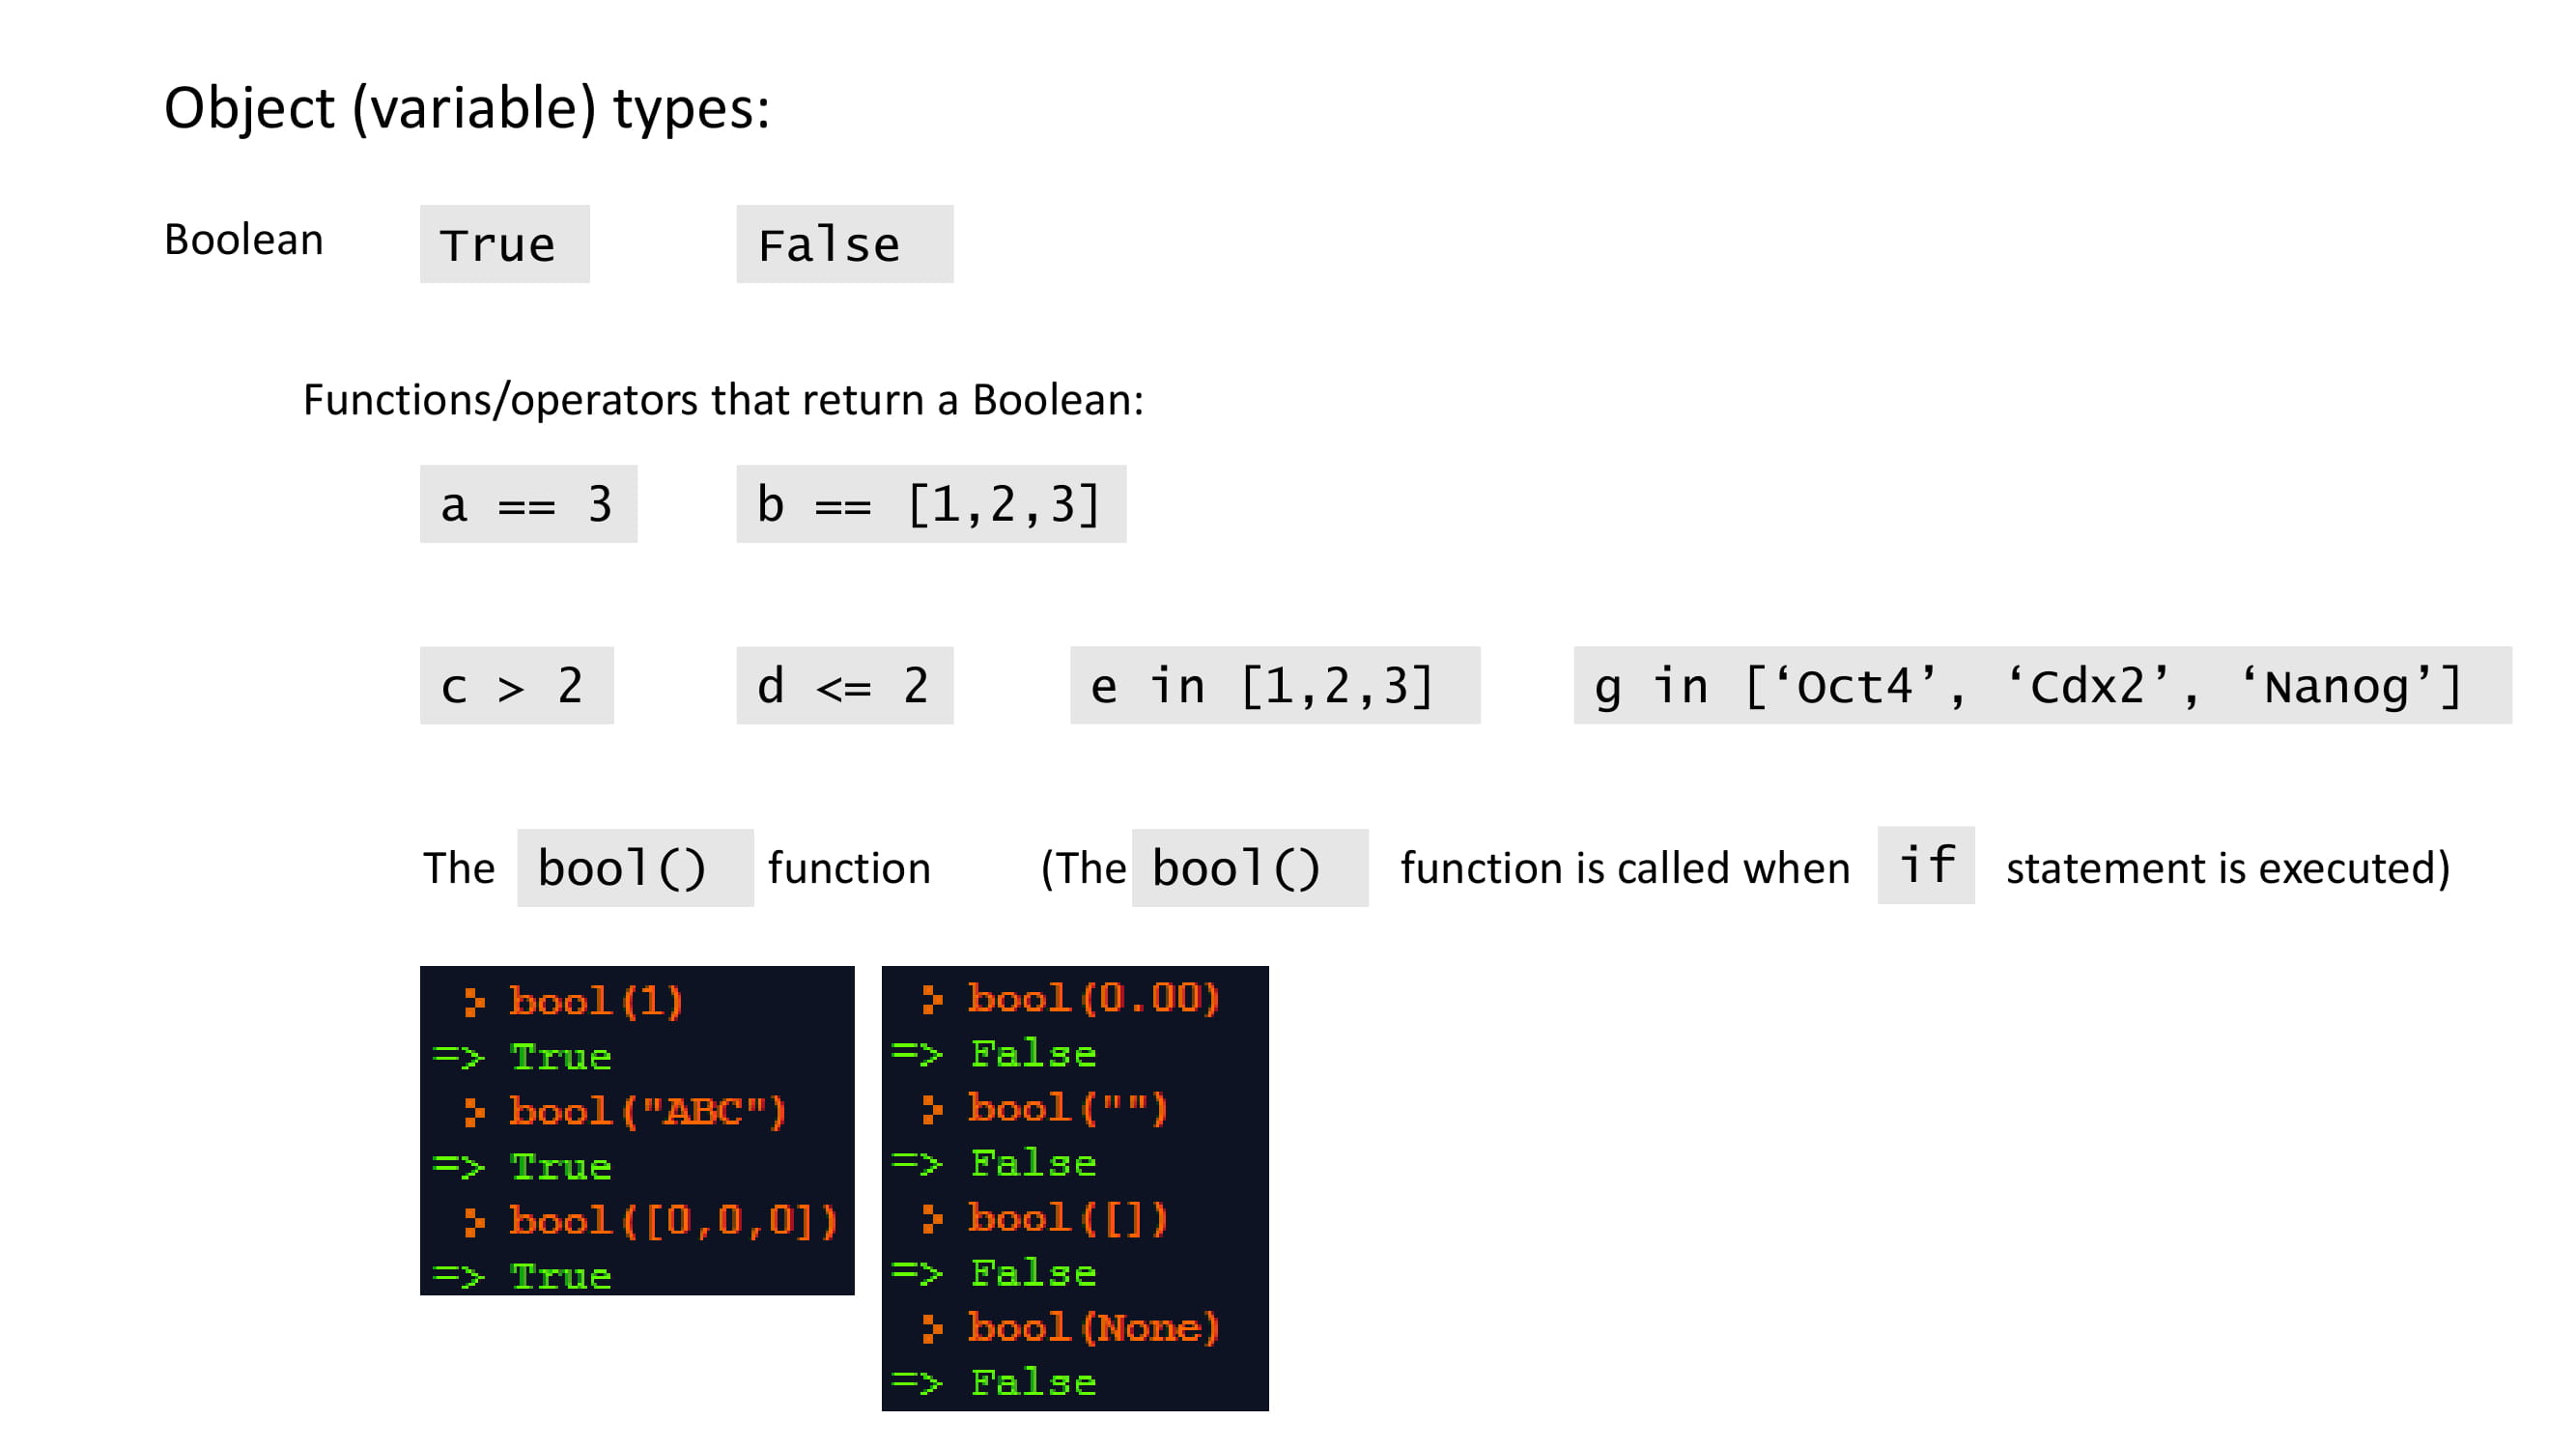 Object (variable) types:
Boolean True False
Functions/operators that return a Boolean:
a == 3 b == [1,2,3]
c > 2 d <= 2 e in [1,2,3] g in [‘Oct4’, ‘Cdx2’, ‘Nanog’]
The bool() function (The bool() function is called when if statement is executed)
bool(1)
=> True
bool("ABC")
=> True
bool([0,0,0])
=> True
bool(0.00)
=> False
bool("")
=> False
bool([])
=> False
bool(None)
=> False